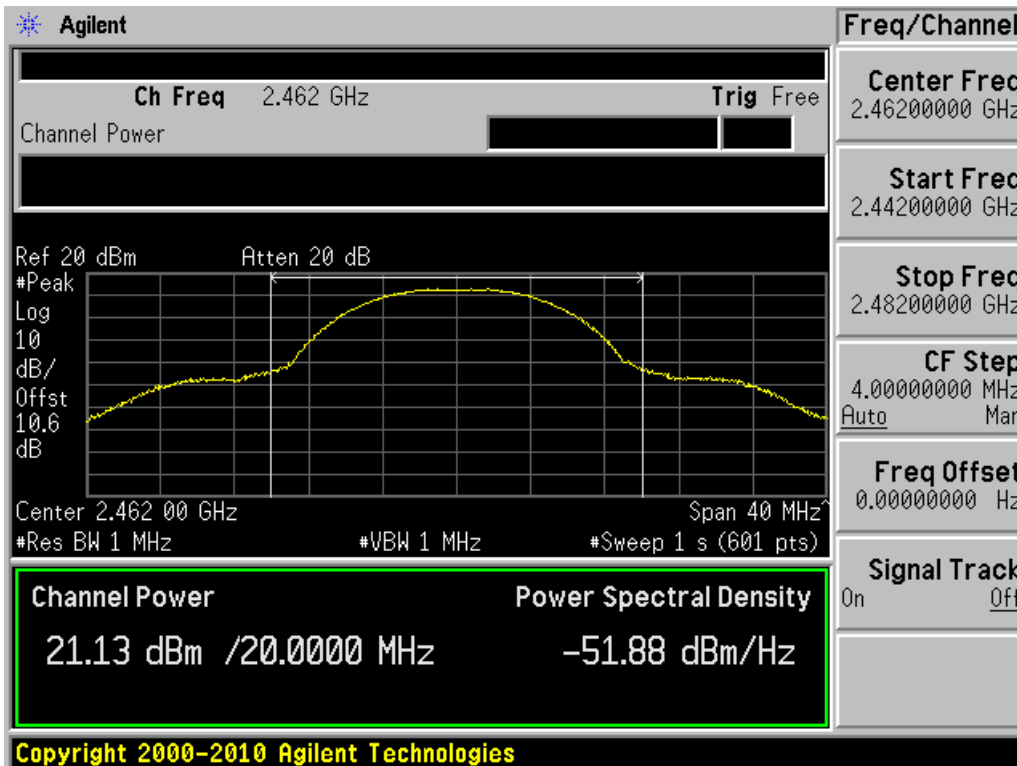 Agilent
Ch Freq 2.462 GHz Trig Free
Channel Power
Ref 20 dBm Atten 20 dB
#Peak
Log
10
dB/
Offst
10.6
dB
Center 2.462 00 GHz Span 40 MHz^
#Res BW 1 MHz #VBW 1 MHz #Sweep 1 s (601 pts)
Channel Power Power Spectral Density
21.13 dBm /20.0000 MHz -51.88 dBm/Hz
Copyright 2000-2010 Agilent Technologies
Freq/Channel
Center Freq
2.46200000 GHz
Start Freq
2.44200000 GHz
Stop Freq
2.48200000 GHz
CF Step
4.00000000 MHz
Auto Man
Freq Offset
0.00000000 Hz
Signal Track
On Off